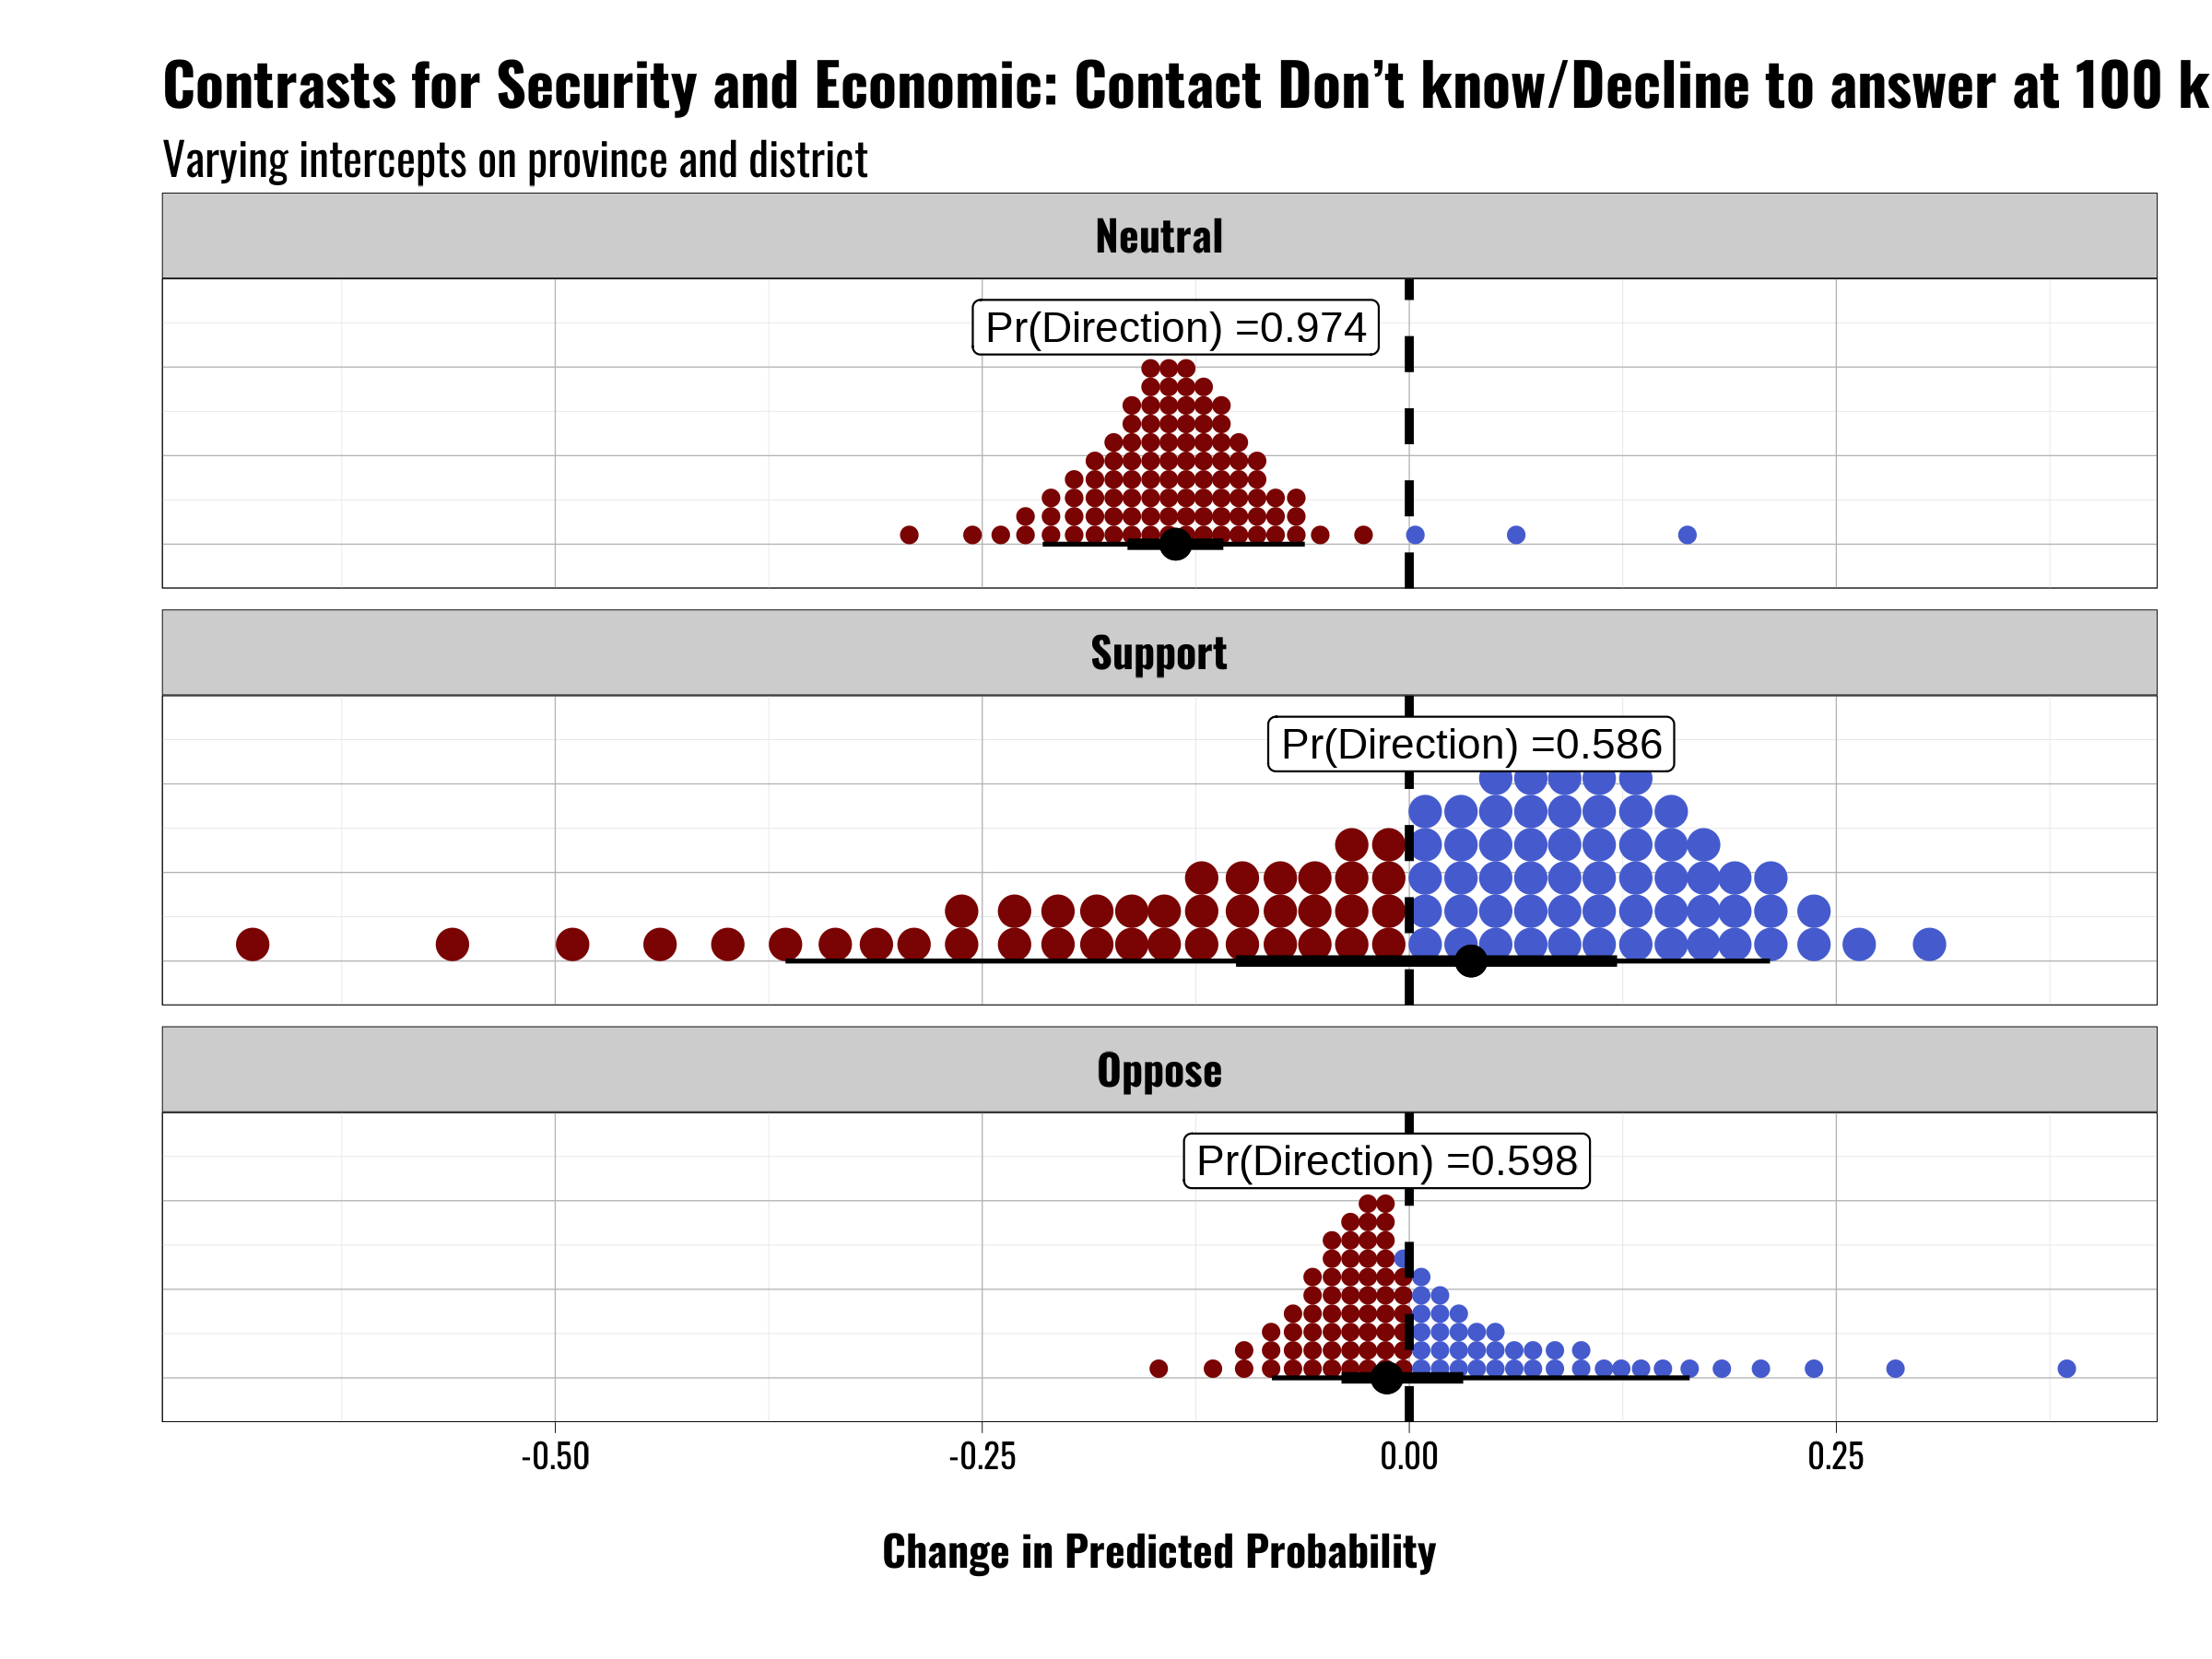 Contrasts for Security and Economic: Contact Don’t know/Decline to answer at 100 k
Varying intercepts on province and district
Neutral
Pr(Direction) =0.974
Support
Pr(Direction) =0.586
Oppose
Pr(Direction) =0.598
-0.50 -0.25 0.00 0.25
Change in Predicted Probability